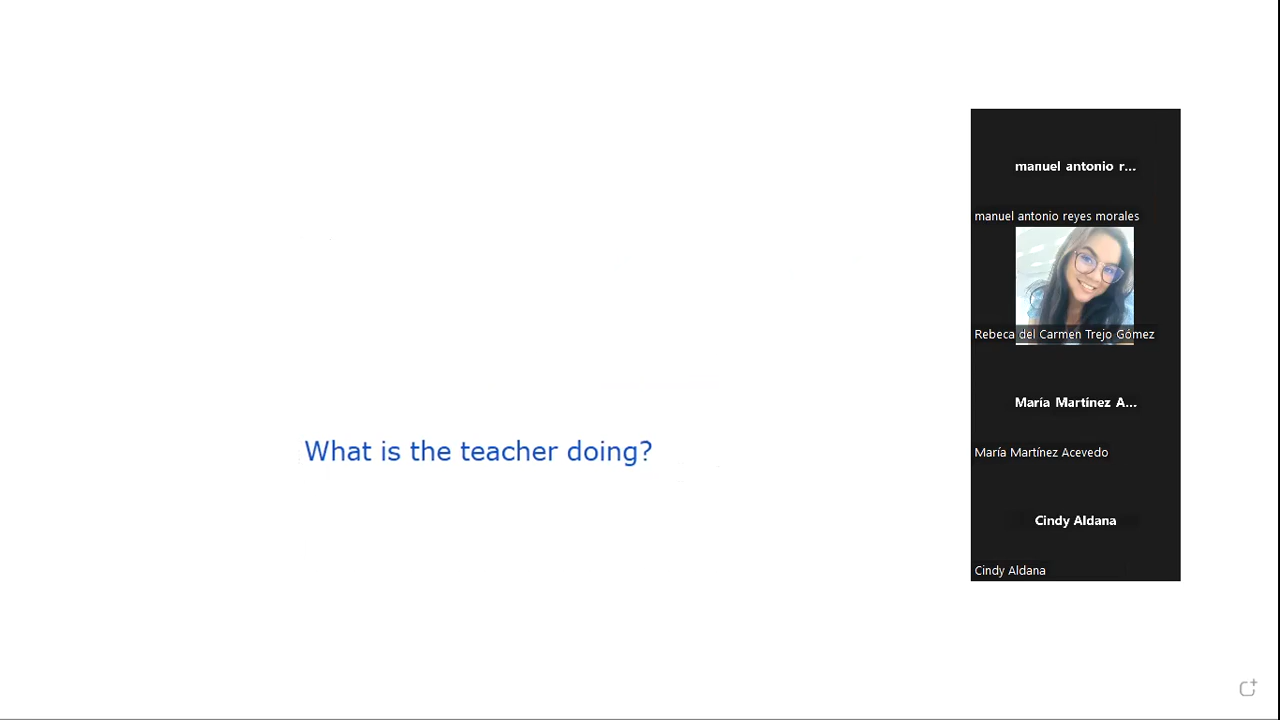 manuel antonio r...
manuel antonio reyes morales
Rebeca del Carmen Trejo Gómez
What is the teacher doing?
María Martínez A...
María Martínez Acevedo
Cindy Aldana
Cindy Aldana